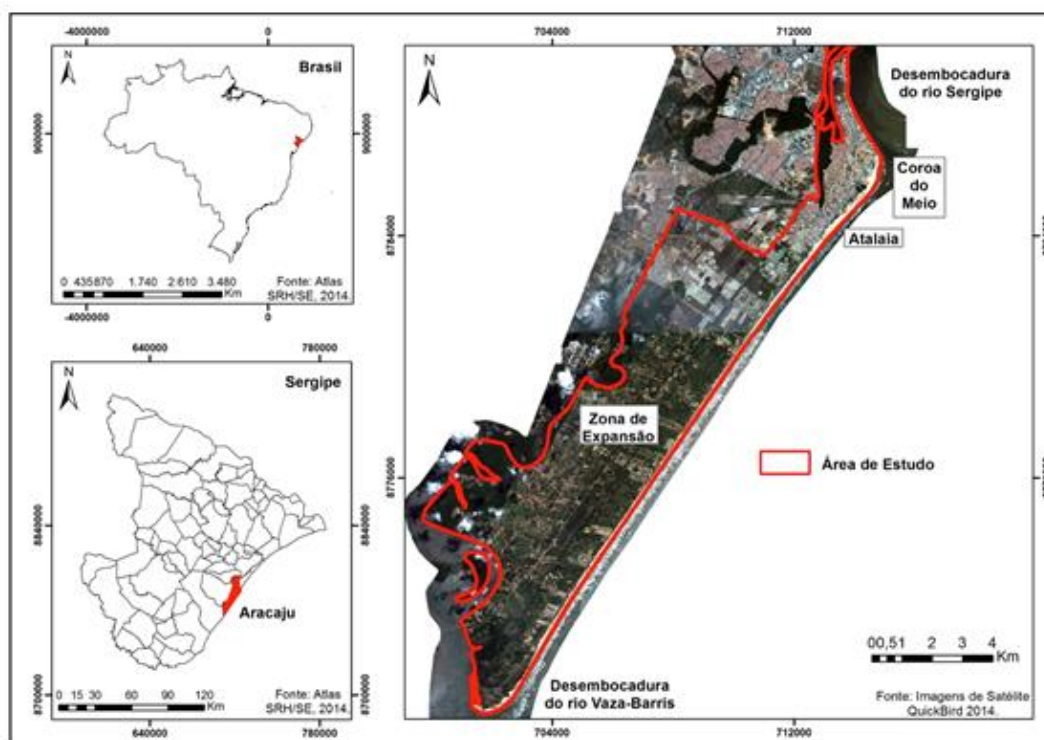 -4000000
0
N
Brasil
9000000
9000000
0 435870 1.740 2.610 3.480
Km
Fonte: Atlas
SRH/SE, 2014.
-4000000
0
640000
780000
N
Sergipe
8840000
8840000
Aracaju
0 15 30 60 90 120
Km
Fonte: Atlas
SRH/SE, 2014.
8700000
8700000
640000
780000
704000
712000
N
Desembocadura
do rio Sergipe
Coroa
do
Meio
Atalaia
8784000
Zona de
Expansão
Área de Estudo
8776000
00,51 2 3 4
Km
Desembocadura
do rio Vaza-Barris
Fonte: Imagens de Satélite
QuickBird 2014.
704000
712000